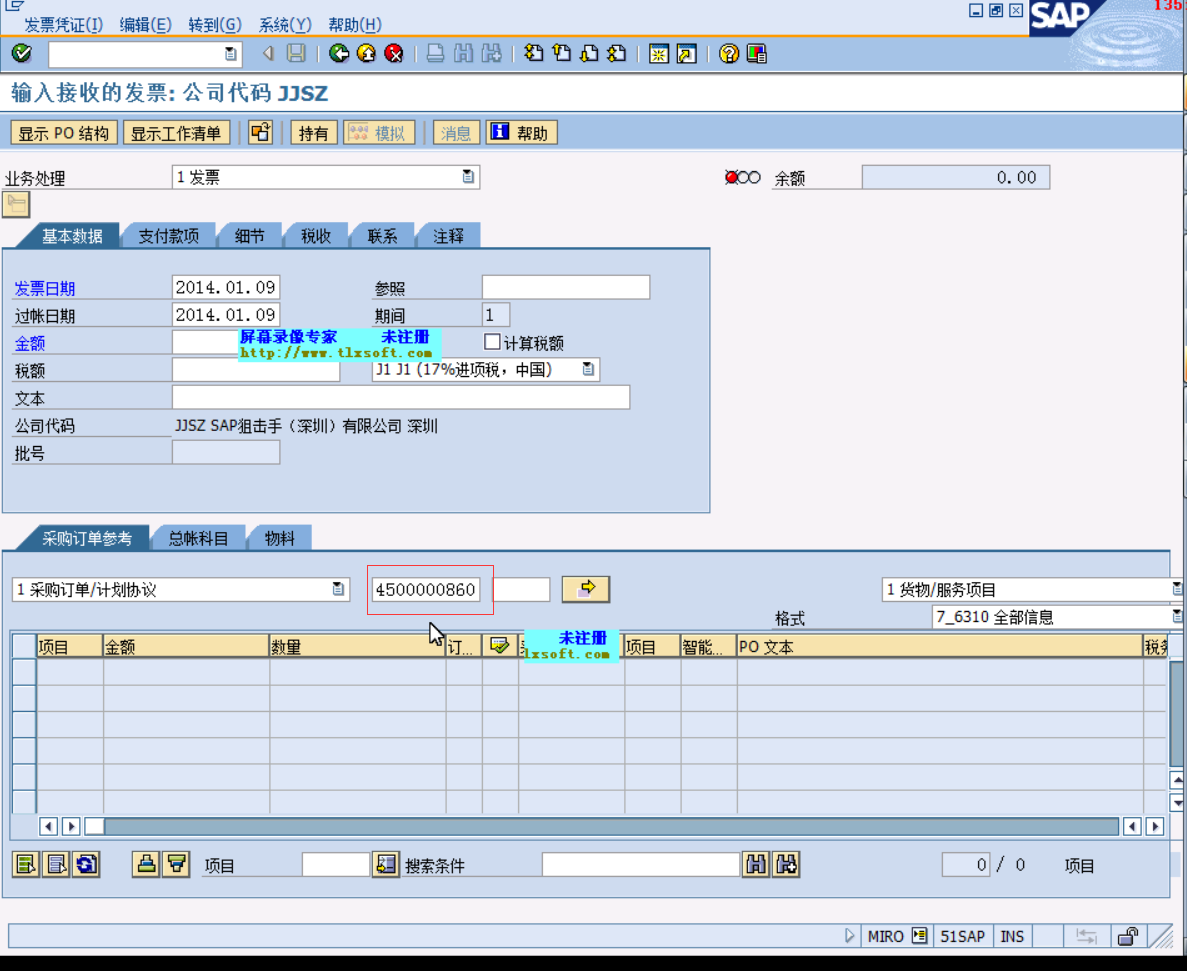 135
发票凭证(I) 编辑(E) 转到(G) 系统(Y) 帮助(H)
SAP
输入接收的发票: 公司代码 JJSZ
显示 PO 结构 显示工作清单 持有 模拟 消息 帮助
业务处理 1 发票 余额 0.00
基本数据 支付款项 细节 税收 联系 注释
发票日期 2014.01.09 参照
过帐日期 2014.01.09 期间 1
屏幕录像专家 未注册
金额 计算税额
http://www.tlxsoft.com
税额 J1 J1 (17%进项税，中国)
文本
公司代码 JJSZ SAP狙击手（深圳）有限公司 深圳
批号
采购订单参考 总帐科目 物料
1 采购订单/计划协议 4500000860 1 货物/服务项目
格式 7_6310 全部信息
未注册
项目 金额 数量 订... 项目 智能... PO 文本 税务
lxsoft.com
项目 搜索条件 0 / 0 项目
MIRO 51SAP INS